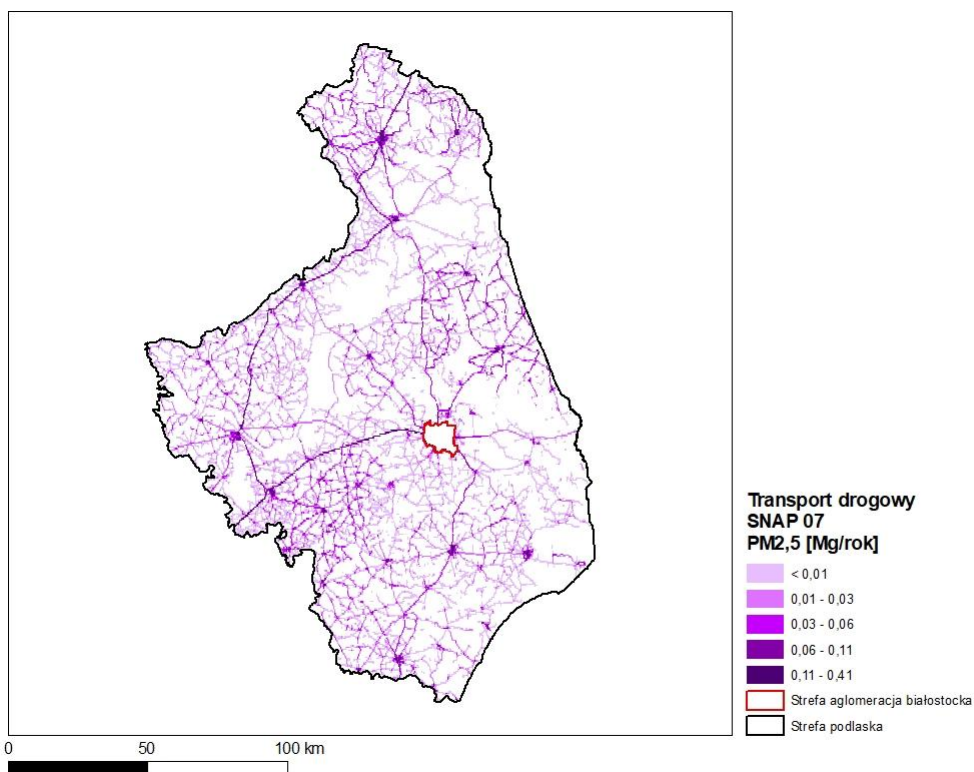 Transport drogowy
SNAP 07
PM2,5 [Mg/rok]
< 0,01
0,01 - 0,03
0,03 - 0,06
0,06 - 0,11
0,11 - 0,41
Strefa aglomeracja białostocka
Strefa podlaska
0 50 100 km